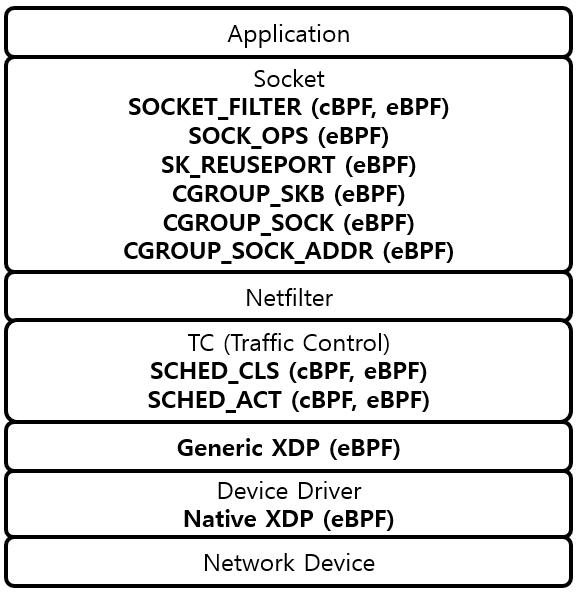 Application
Socket
SOCKET_FILTER (cBPF, eBPF)
SOCK_OPS (eBPF)
SK_REUSEPORT (eBPF)
CGROUP_SKB (eBPF)
CGROUP_SOCK (eBPF)
CGROUP_SOCK_ADDR (eBPF)
Netfilter
TC (Traffic Control)
SCHED_CLS (cBPF, eBPF)
SCHED_ACT (cBPF, eBPF)
Generic XDP (eBPF)
Device Driver
Native XDP (eBPF)
Network Device